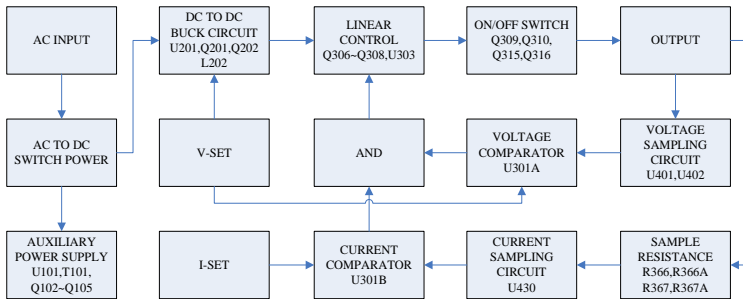 AC INPUT
DC TO DC
BUCK CIRCUIT
U201,Q201,Q202
L202
LINEAR
CONTROL
Q306~Q308,U303
ON/OFF SWITCH
Q309,Q310,
Q315,Q316
OUTPUT
AC TO DC
SWITCH POWER
V-SET
AND
VOLTAGE
COMPARATOR
U301A
VOLTAGE
SAMPLING
CIRCUIT
U401,U402
AUXILIARY
POWER SUPPLY
U101,T101,
Q102~Q105
I-SET
CURRENT
COMPARATOR
U301B
CURRENT
SAMPLING
CIRCUIT
U430
SAMPLE
RESISTANCE
R366,R366A
R367,R367A